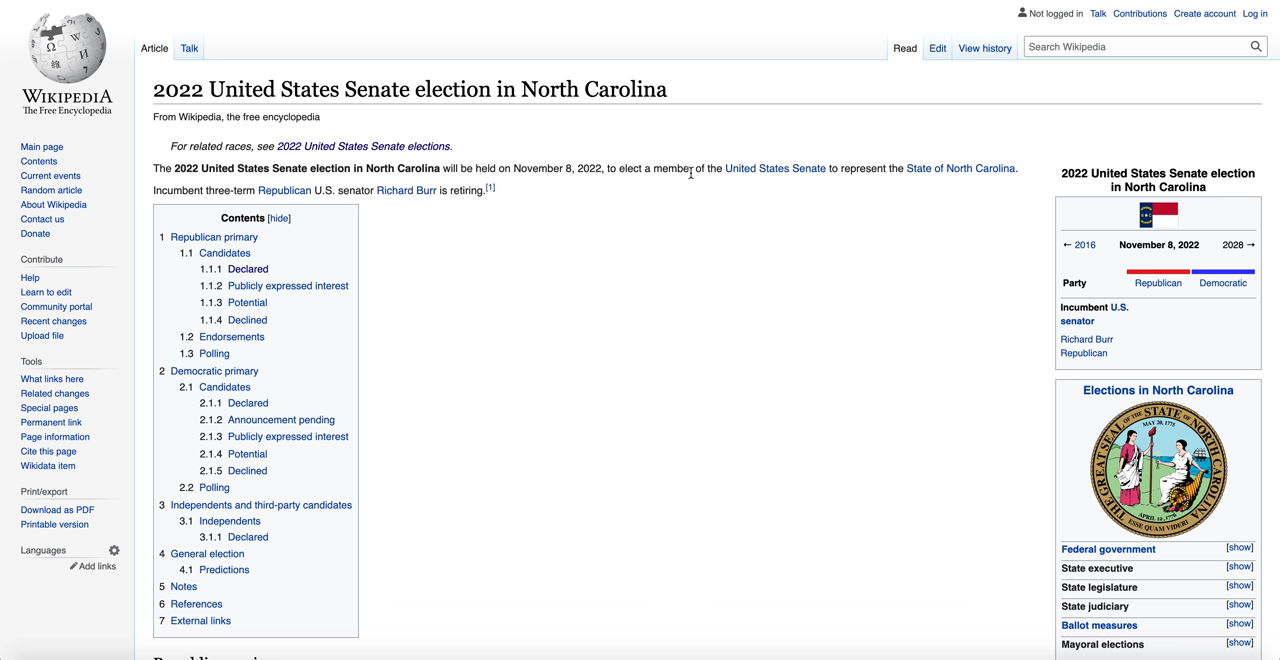 Not logged in Talk Contributions Create account Log in
Article Talk
Read Edit View history Search Wikipedia
WIKIPEDIA
The Free Encyclopedia
Main page
Contents
Current events
Random article
About Wikipedia
Contact us
Donate
Contribute
Help
Learn to edit
Community portal
Recent changes
Upload file
Tools
What links here
Related changes
Special pages
Permanent link
Page information
Cite this page
Wikidata item
Print/export
Download as PDF
Printable version
Languages
Add links
2022 United States Senate election in North Carolina
From Wikipedia, the free encyclopedia
For related races, see 2022 United States Senate elections.
The 2022 United States Senate election in North Carolina will be held on November 8, 2022, to elect a member of the United States Senate to represent the State of North Carolina.
Incumbent three-term Republican U.S. senator Richard Burr is retiring.[1]
Contents [hide]
1 Republican primary
1.1 Candidates
1.1.1 Declared
1.1.2 Publicly expressed interest
1.1.3 Potential
1.1.4 Declined
1.2 Endorsements
1.3 Polling
2 Democratic primary
2.1 Candidates
2.1.1 Declared
2.1.2 Announcement pending
2.1.3 Publicly expressed interest
2.1.4 Potential
2.1.5 Declined
2.2 Polling
3 Independents and third-party candidates
3.1 Independents
3.1.1 Declared
4 General election
4.1 Predictions
5 Notes
6 References
7 External links
2022 United States Senate election
in North Carolina
← 2016 November 8, 2022 2028 →
Party Republican Democratic
Incumbent U.S.
senator
Richard Burr
Republican
Elections in North Carolina
THE GREAT SEAL OF THE STATE OF NORTH CAROLINA
MAY 20, 1775
APRIL 12, 1776
ESSE QUAM VIDERI
Federal government [show]
State executive [show]
State legislature [show]
State judiciary [show]
Ballot measures [show]
Mayoral elections [show]